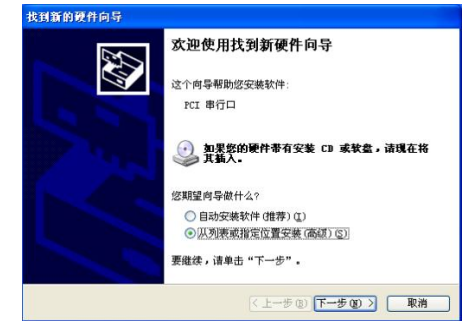 找到新的硬件向导
欢迎使用找到新硬件向导
这个向导帮助您安装软件:
PCI 串行口
如果您的硬件带有安装 CD 或软盘，请现在将
其插入。
您期望向导做什么?
自动安装软件(推荐)(I)
从列表或指定位置安装(高级)(S)
要继续，请单击“下一步”。
<上一步(B) 下一步(N) > 取消